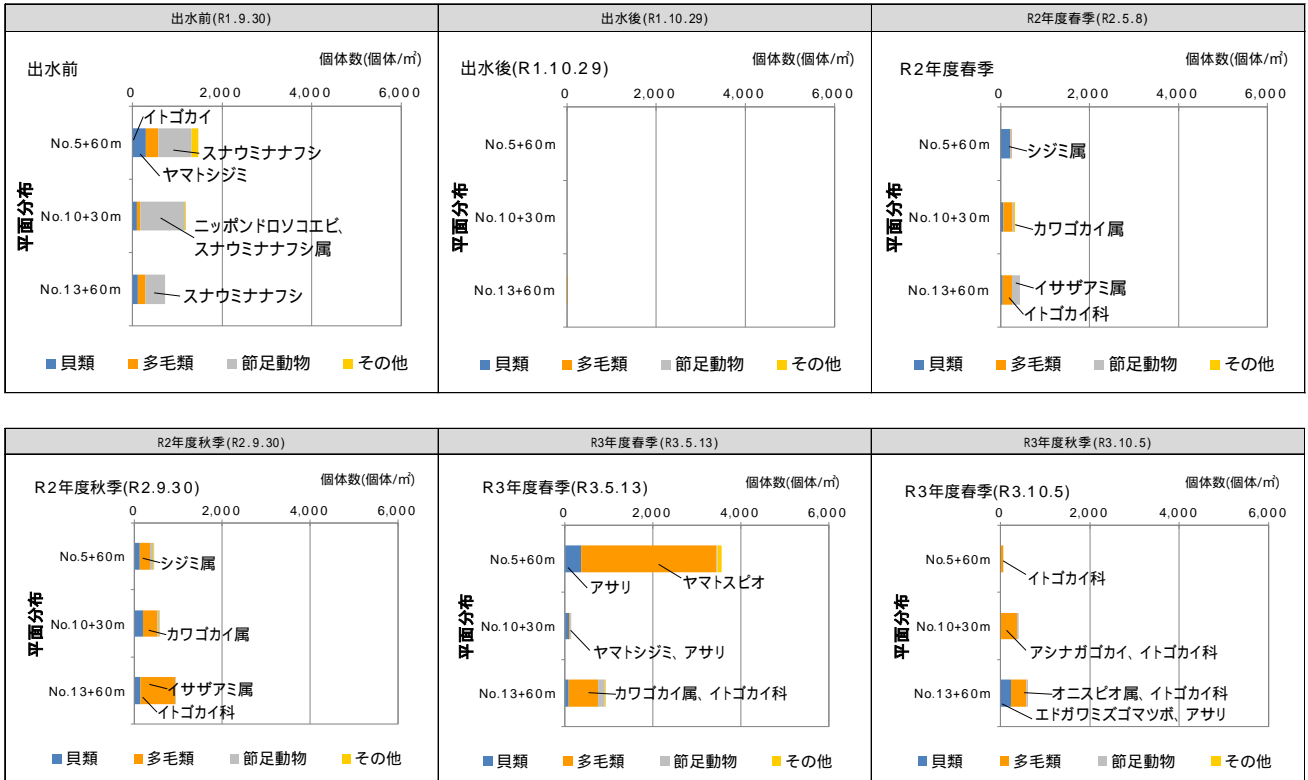 出水前(R1.9.30)
出水後(R1.10.29)
R2年度春季(R2.5.8)
出水前
個体数(個体/㎡)
0 2,000 4,000 6,000
平面分布
No.5+60m
No.10+30m
No.13+60m
イトゴカイ
スナウミナナフシ
ヤマトシジミ
ニッポンドロソコエビ、
スナウミナナフシ属
スナウミナナフシ
貝類 多毛類 節足動物 その他
出水後(R1.10.29)
個体数(個体/㎡)
0 2,000 4,000 6,000
平面分布
No.5+60m
No.10+30m
No.13+60m
貝類 多毛類 節足動物 その他
R2年度春季
個体数(個体/㎡)
0 2,000 4,000 6,000
平面分布
No.5+60m
No.10+30m
No.13+60m
シジミ属
カワゴカイ属
イサザアミ属
イトゴカイ科
貝類 多毛類 節足動物 その他
R2年度秋季(R2.9.30)
R3年度春季(R3.5.13)
R3年度秋季(R3.10.5)
R2年度秋季(R2.9.30)
個体数(個体/㎡)
0 2,000 4,000 6,000
平面分布
No.5+60m
No.10+30m
No.13+60m
シジミ属
カワゴカイ属
イサザアミ属
イトゴカイ科
貝類 多毛類 節足動物 その他
R3年度春季(R3.5.13)
個体数(個体/㎡)
0 2,000 4,000 6,000
平面分布
No.5+60m
No.10+30m
No.13+60m
アサリ
ヤマトスピオ
ヤマトシジミ、アサリ
カワゴカイ属、イトゴカイ科
貝類 多毛類 節足動物 その他
R3年度春季(R3.10.5)
個体数(個体/㎡)
0 2,000 4,000 6,000
平面分布
No.5+60m
No.10+30m
No.13+60m
イトゴカイ科
アシナガゴカイ、イトゴカイ科
オニスピオ属、イトゴカイ科
エドガワミズゴマツボ、アサリ
貝類 多毛類 節足動物 その他